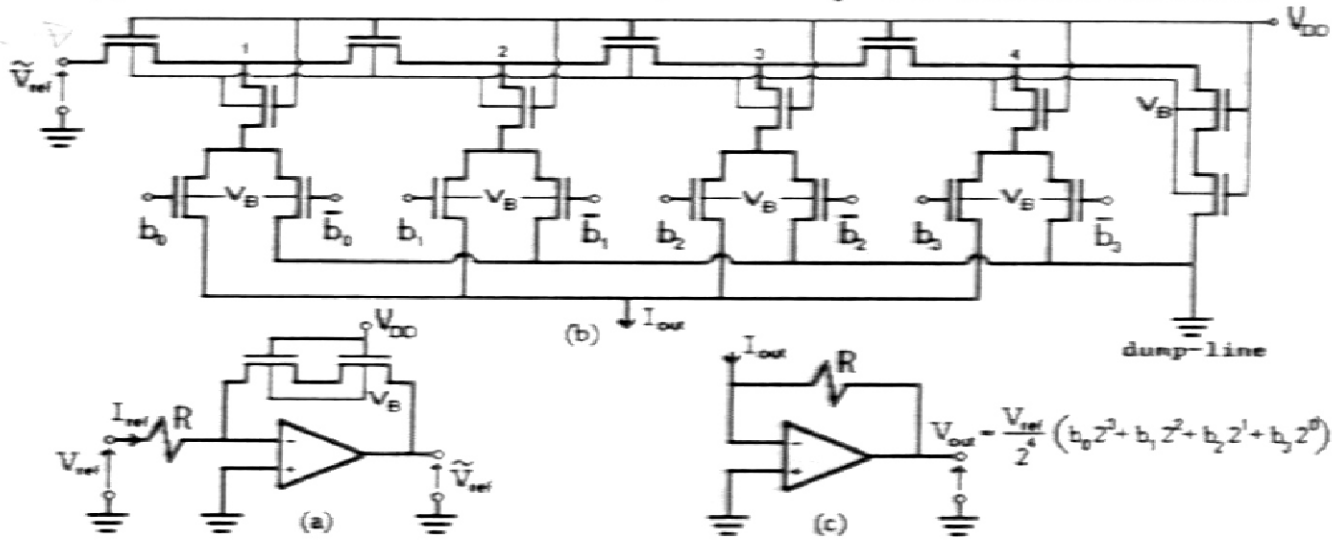 V_DD
1 2 3 4
Ṽ_ref
V_B
V_B V_B V_B V_B
b_0 b̄_0 b_1 b̄_1 b_2 b̄_2 b_3 b̄_3
I_out
(b)
dump-line
V_DD
V_B
I_ref R
V_ref
- +
Ṽ_ref
(a)
I_out
R
- +
V_out = V_ref/2^4 (b_0 2^3 + b_1 2^2 + b_2 2^1 + b_3 2^0)
(c)